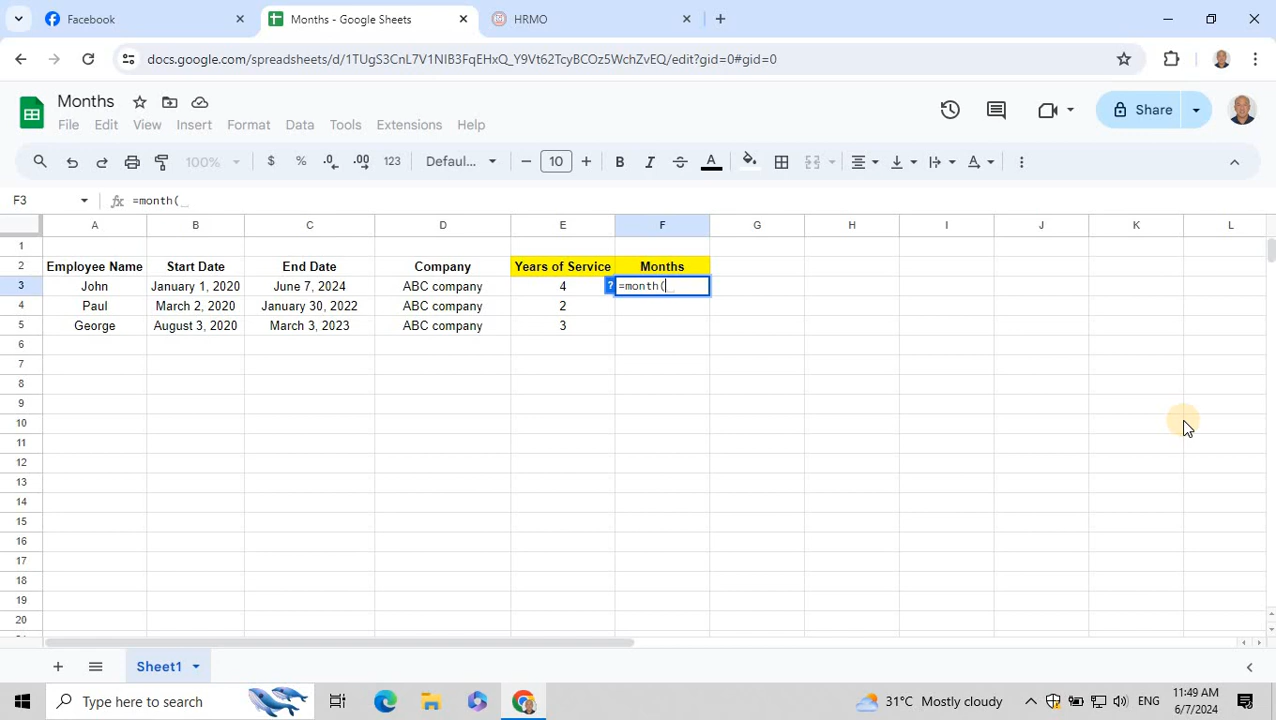 Facebook
Months - Google Sheets
HRMO
docs.google.com/spreadsheets/d/1TUgS3CnL7V1NIB3FqEHxQ_Y9Vt62TcyBCOz5WchZvEQ/edit?gid=0#gid=0
Months
File Edit View Insert Format Data Tools Extensions Help
Share
100% $ % .0 .00 123 Defaul... 10 B I S A
F3 fx =month(
A B C D E F G H I J K L
1
2 Employee Name Start Date End Date Company Years of Service Months
3 John January 1, 2020 June 7, 2024 ABC company 4 ? =month(
4 Paul March 2, 2020 January 30, 2022 ABC company 2
5 George August 3, 2020 March 3, 2023 ABC company 3
6
7
8
9
10
11
12
13
14
15
16
17
18
19
20
Sheet1
Type here to search
31°C Mostly cloudy
ENG
11:49 AM
6/7/2024